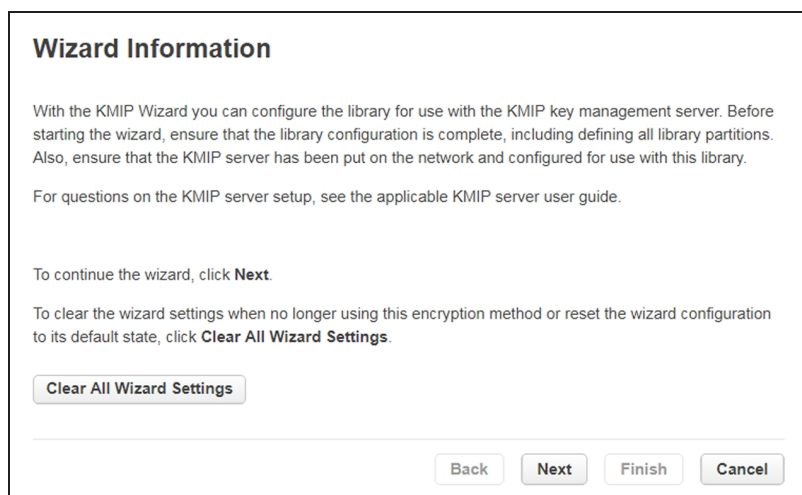 Wizard Information
With the KMIP Wizard you can configure the library for use with the KMIP key management server. Before
starting the wizard, ensure that the library configuration is complete, including defining all library partitions.
Also, ensure that the KMIP server has been put on the network and configured for use with this library.
For questions on the KMIP server setup, see the applicable KMIP server user guide.
To continue the wizard, click Next.
To clear the wizard settings when no longer using this encryption method or reset the wizard configuration
to its default state, click Clear All Wizard Settings.
Clear All Wizard Settings
Back Next Finish Cancel